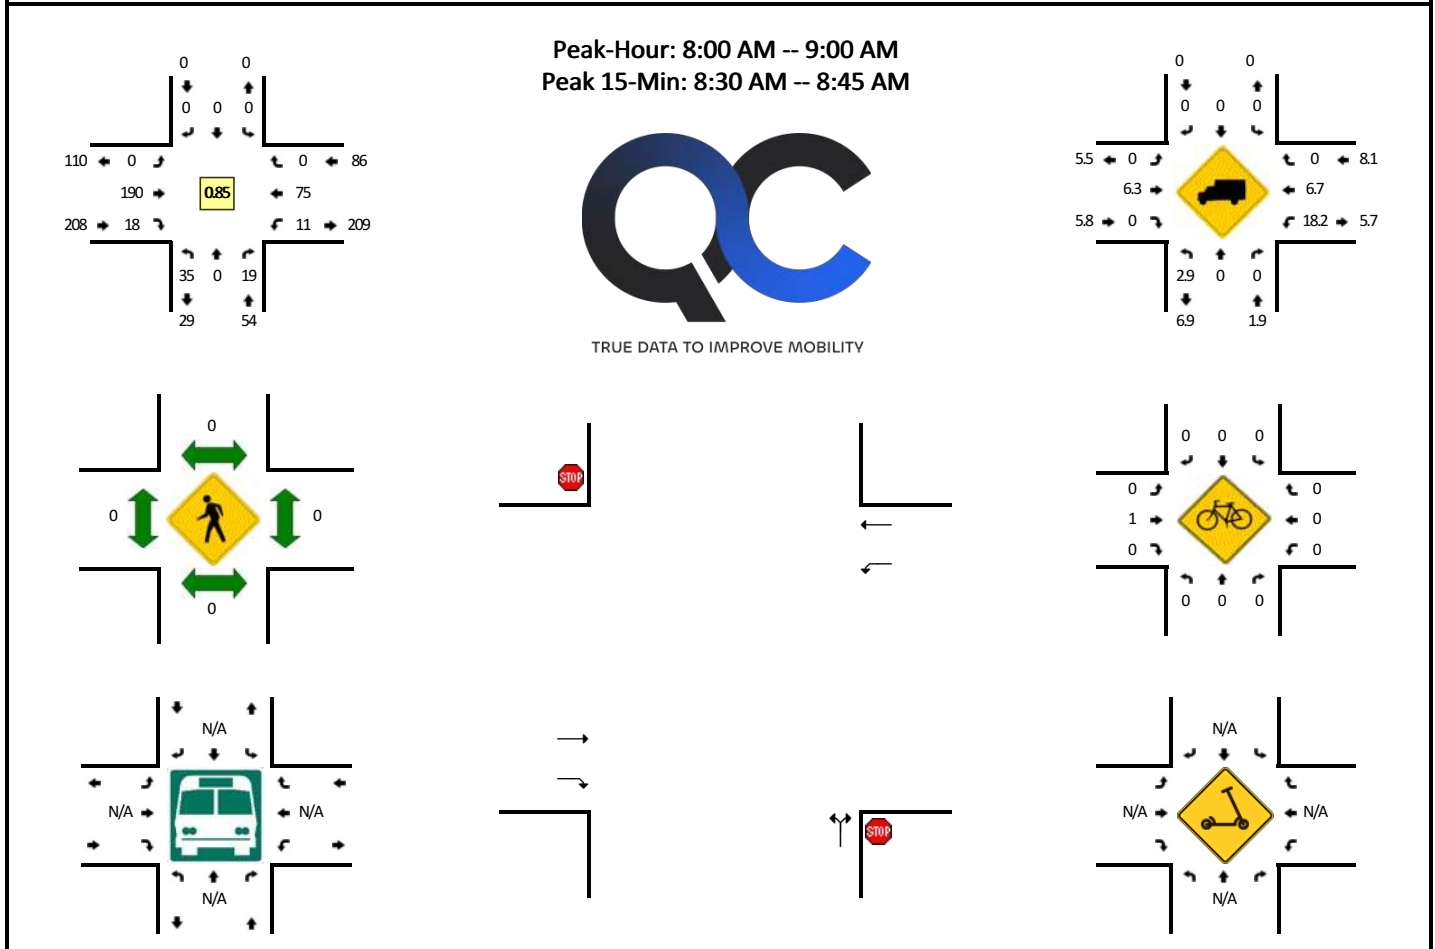 Peak-Hour: 8:00 AM -- 9:00 AM
Peak 15-Min: 8:30 AM -- 8:45 AM
0 0
0 0 0
110 0 0 86
190 0.85 75
208 18 11 209
35 0 19
29 54
QC
TRUE DATA TO IMPROVE MOBILITY
0 0
0 0 0
5.5 0 0 8.1
6.3 6.7
5.8 0 18.2 5.7
2.9 0 0
6.9 1.9
0
0 0
0
STOP
STOP
0 0 0
0 0
1 0
0 0
0 0 0
N/A
N/A N/A
N/A
N/A
N/A N/A
N/A